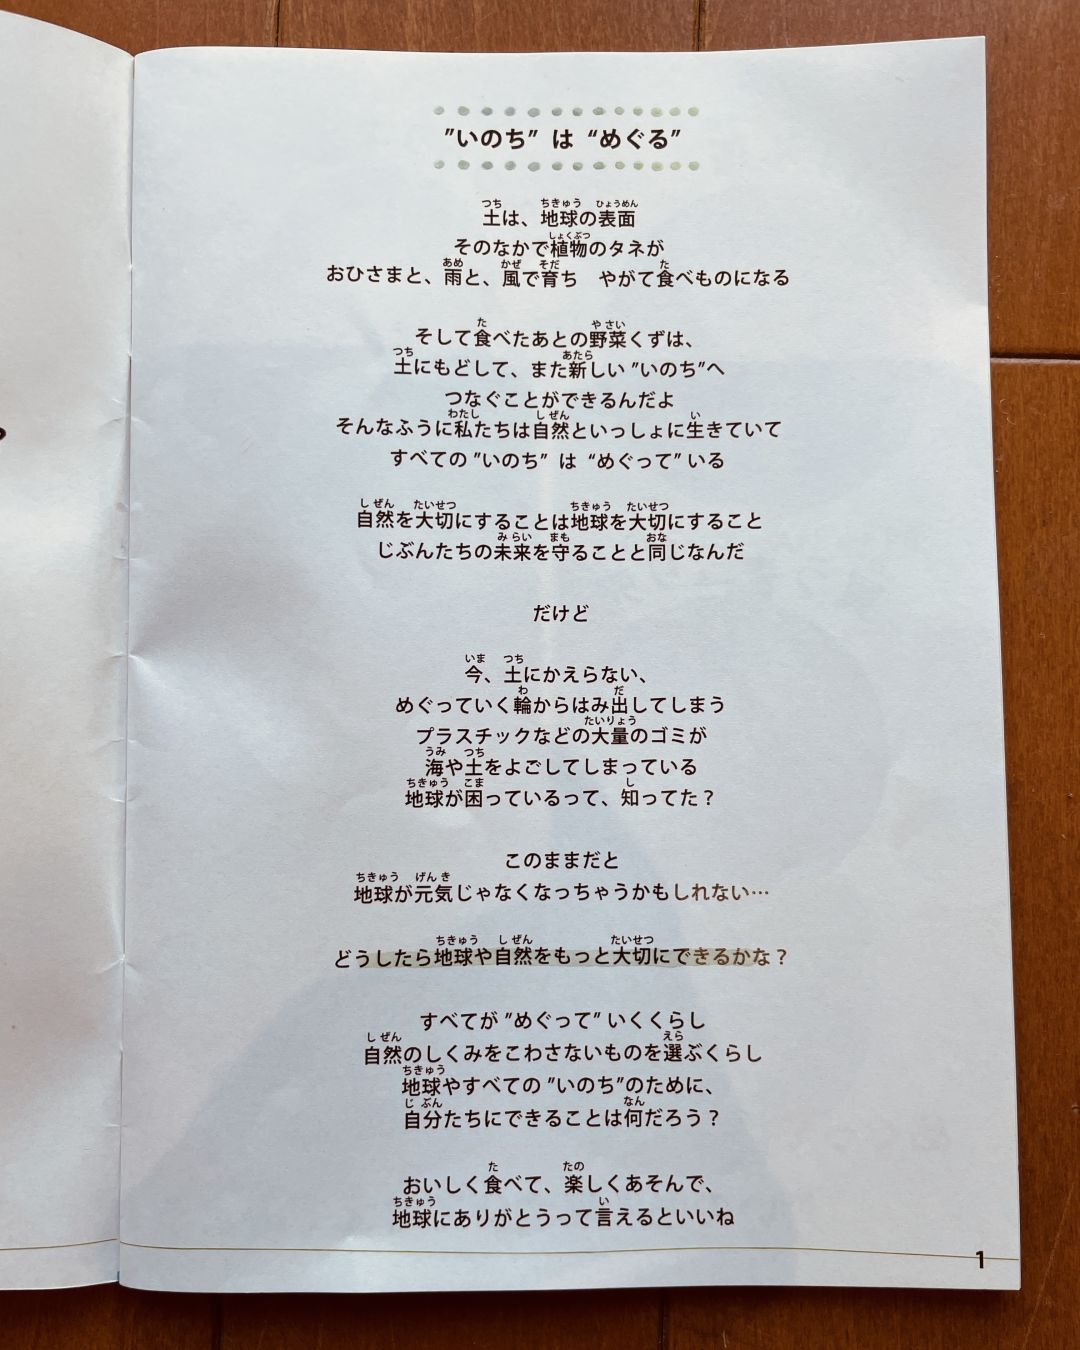 ”いのち” は “めぐる”
土は、地球の表面
そのなかで植物のタネが
おひさまと、雨と、風で育ち　やがて食べものになる
そして食べたあとの野菜くずは、
土にもどして、また新しい ”いのち”へ
つなぐことができるんだよ
そんなふうに私たちは自然といっしょに生きていて
すべての ”いのち” は “めぐって” いる
自然を大切にすることは地球を大切にすること
じぶんたちの未来を守ることと同じなんだ
だけど
今、土にかえらない、
めぐっていく輪からはみ出してしまう
プラスチックなどの大量のゴミが
海や土をよごしてしまっている
地球が困っているって、知ってた？
このままだと
地球が元気じゃなくなっちゃうかもしれない…
どうしたら地球や自然をもっと大切にできるかな？
すべてが ”めぐって” いくくらし
自然のしくみをこわさないものを選ぶくらし
地球やすべての ”いのち”のために、
自分たちにできることは何だろう？
おいしく食べて、楽しくあそんで、
地球にありがとうって言えるといいね
1